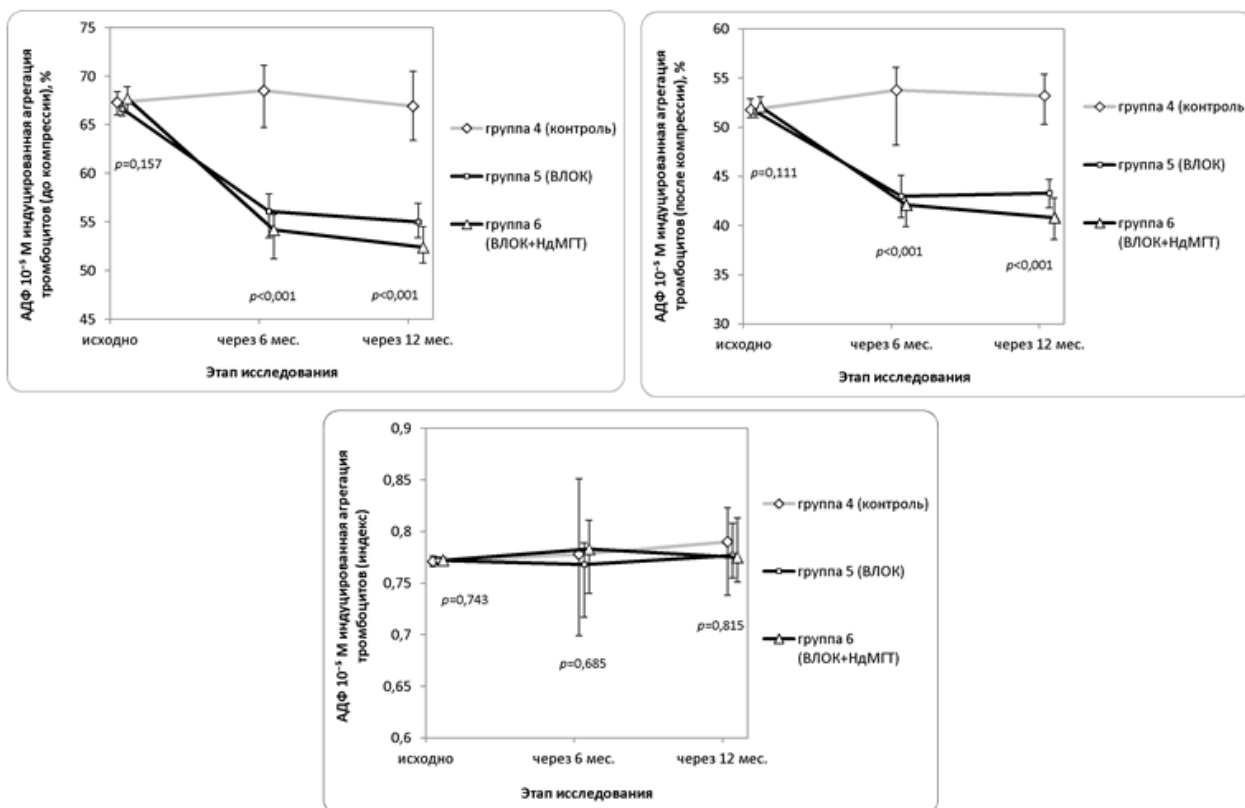 АДФ 10⁻⁵ М индуцированная агрегация
тромбоцитов (до компрессии), %
75
70
65
60
55
50
45
p=0,157
p<0,001
p<0,001
исходно
через 6 мес.
через 12 мес.
Этап исследования
группа 4 (контроль)
группа 5 (ВЛОК)
группа 6
(ВЛОК+НдМГТ)
АДФ 10⁻⁵ М индуцированная агрегация
тромбоцитов (после компрессии), %
60
55
50
45
40
35
30
p=0,111
p<0,001
p<0,001
исходно
через 6 мес.
через 12 мес.
Этап исследования
группа 4 (контроль)
группа 5 (ВЛОК)
группа 6
(ВЛОК+НдМГТ)
АДФ 10⁻⁵ М индуцированная агрегация
тромбоцитов (индекс)
0,9
0,85
0,8
0,75
0,7
0,65
0,6
p=0,743
p=0,685
p=0,815
исходно
через 6 мес.
через 12 мес.
Этап исследования
группа 4 (контроль)
группа 5 (ВЛОК)
группа 6
(ВЛОК+НдМГТ)